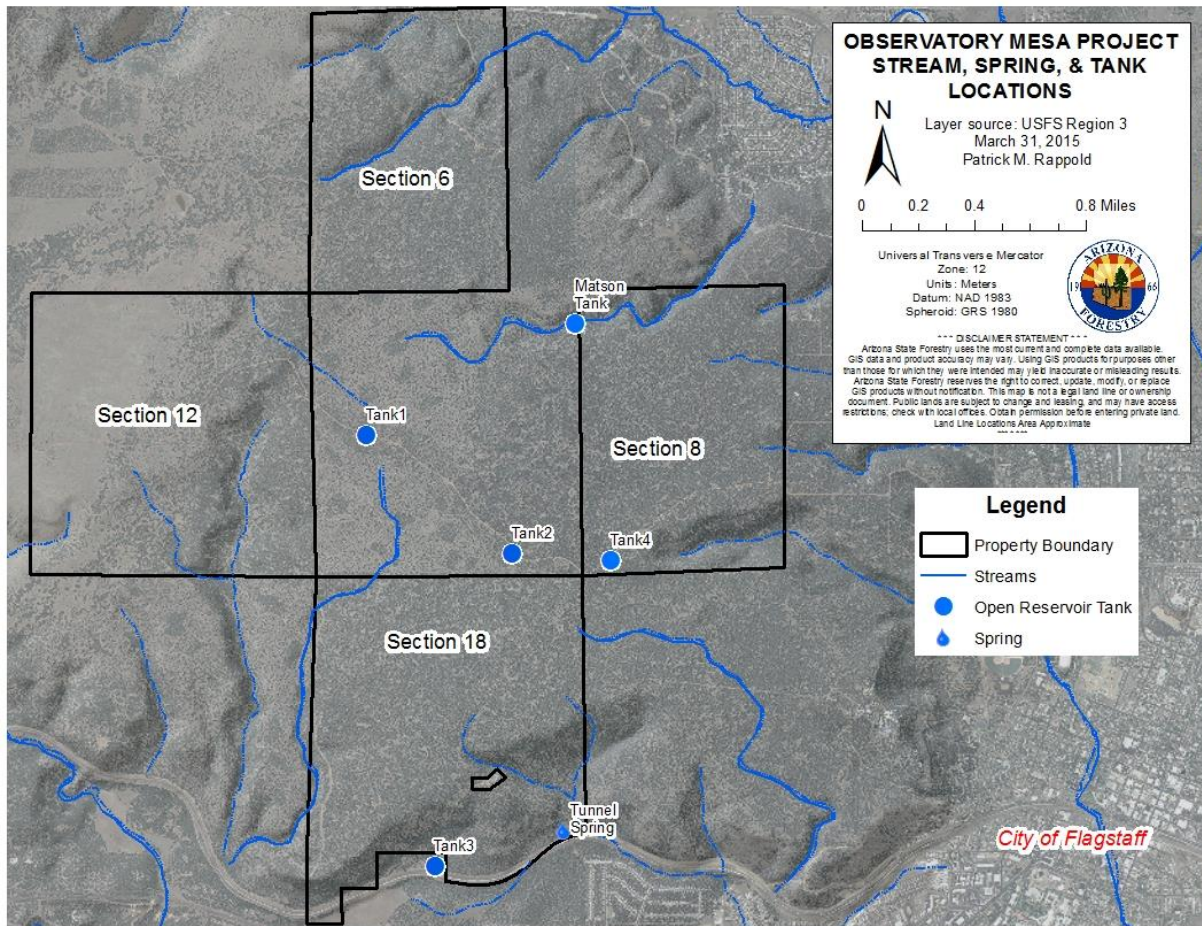 OBSERVATORY MESA PROJECT
STREAM, SPRING, & TANK
LOCATIONS
N
Layer source: USFS Region 3
March 31, 2015
Patrick M. Rappold
0 0.2 0.4 0.8 Miles
Universal Transverse Mercator
Zone: 12
Units: Meters
Datum: NAD 1983
Spheroid: GRS 1980
ARIZONA
19 66
FORESTRY
* * * DISCLAIMER STATEMENT * * *
Arizona State Forestry uses the most current and complete data available.
GIS data and product accuracy may vary. Using GIS products for purposes other
than those for which they were intended may yield inaccurate or misleading results.
Arizona State Forestry reserves the right to correct, update, modify, or replace
GIS products without notification. This map is not a legal land line or ownership
document. Public lands are subject to change and leasing, and may have access
restrictions; check with local offices. Obtain permission before entering private land.
Land Line Locations Area Approximate
Section 6
Matson
Tank
Section 12
Tank1
Section 8
Tank2
Tank4
Legend
Property Boundary
Streams
Open Reservoir Tank
Spring
Section 18
Tunnel
Spring
Tank3
City of Flagstaff